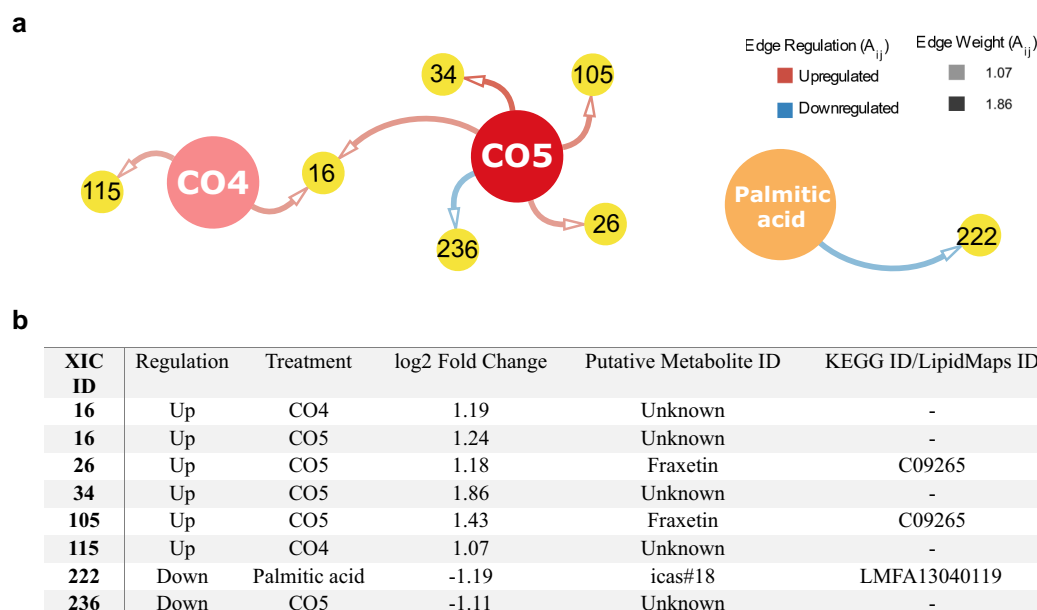 a
Edge Regulation (A_ij)
Upregulated
Downregulated
Edge Weight (A_ij)
1.07
1.86
34
105
CO4
16
CO5
115
236
26
Palmitic
acid
222
b
XIC ID Regulation Treatment log2 Fold Change Putative Metabolite ID KEGG ID/LipidMaps ID
16 Up CO4 1.19 Unknown -
16 Up CO5 1.24 Unknown -
26 Up CO5 1.18 Fraxetin C09265
34 Up CO5 1.86 Unknown -
105 Up CO5 1.43 Fraxetin C09265
115 Up CO4 1.07 Unknown -
222 Down Palmitic acid -1.19 icas#18 LMFA13040119
236 Down CO5 -1.11 Unknown -